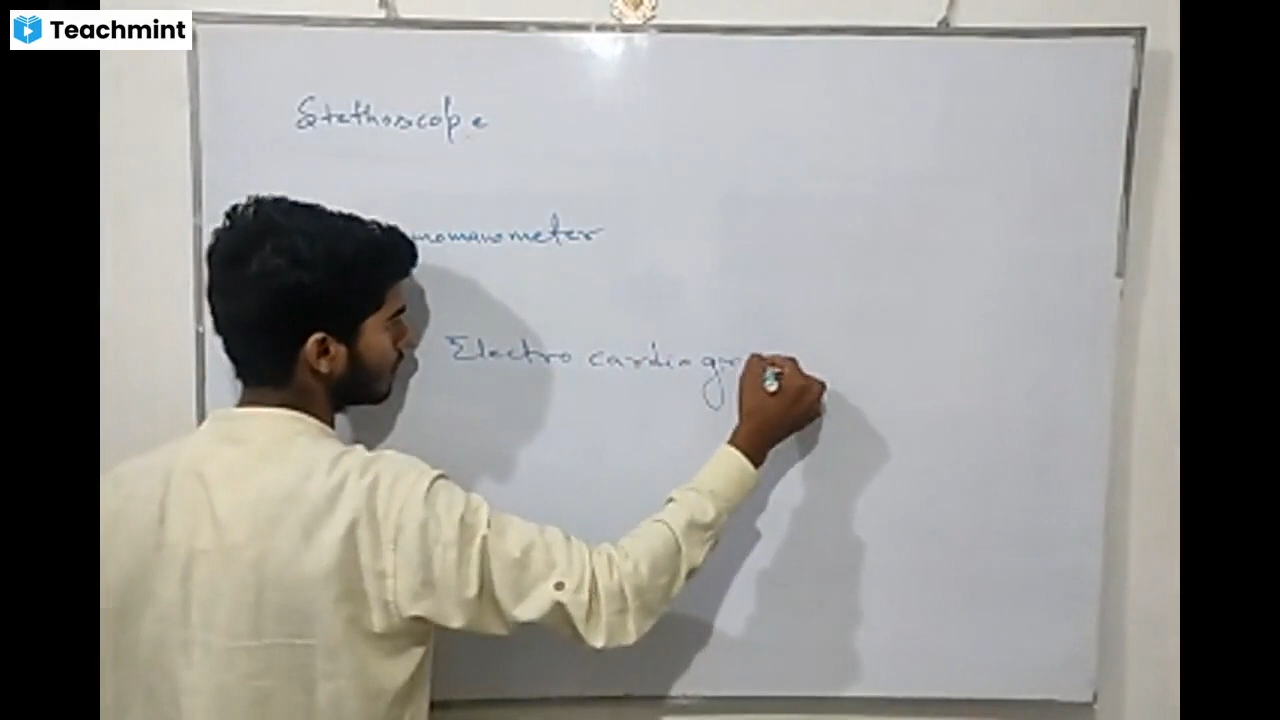 Teachmint
Stethoscope
momanometer
Electro cardiogr